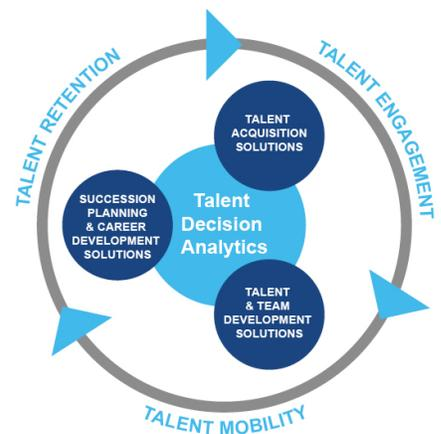 TALENT RETENTION
TALENT ENGAGEMENT
TALENT
ACQUISITION
SOLUTIONS
SUCCESSION
PLANNING
& CAREER
DEVELOPMENT
SOLUTIONS
Talent
Decision
Analytics
TALENT
& TEAM
DEVELOPMENT
SOLUTIONS
TALENT MOBILITY